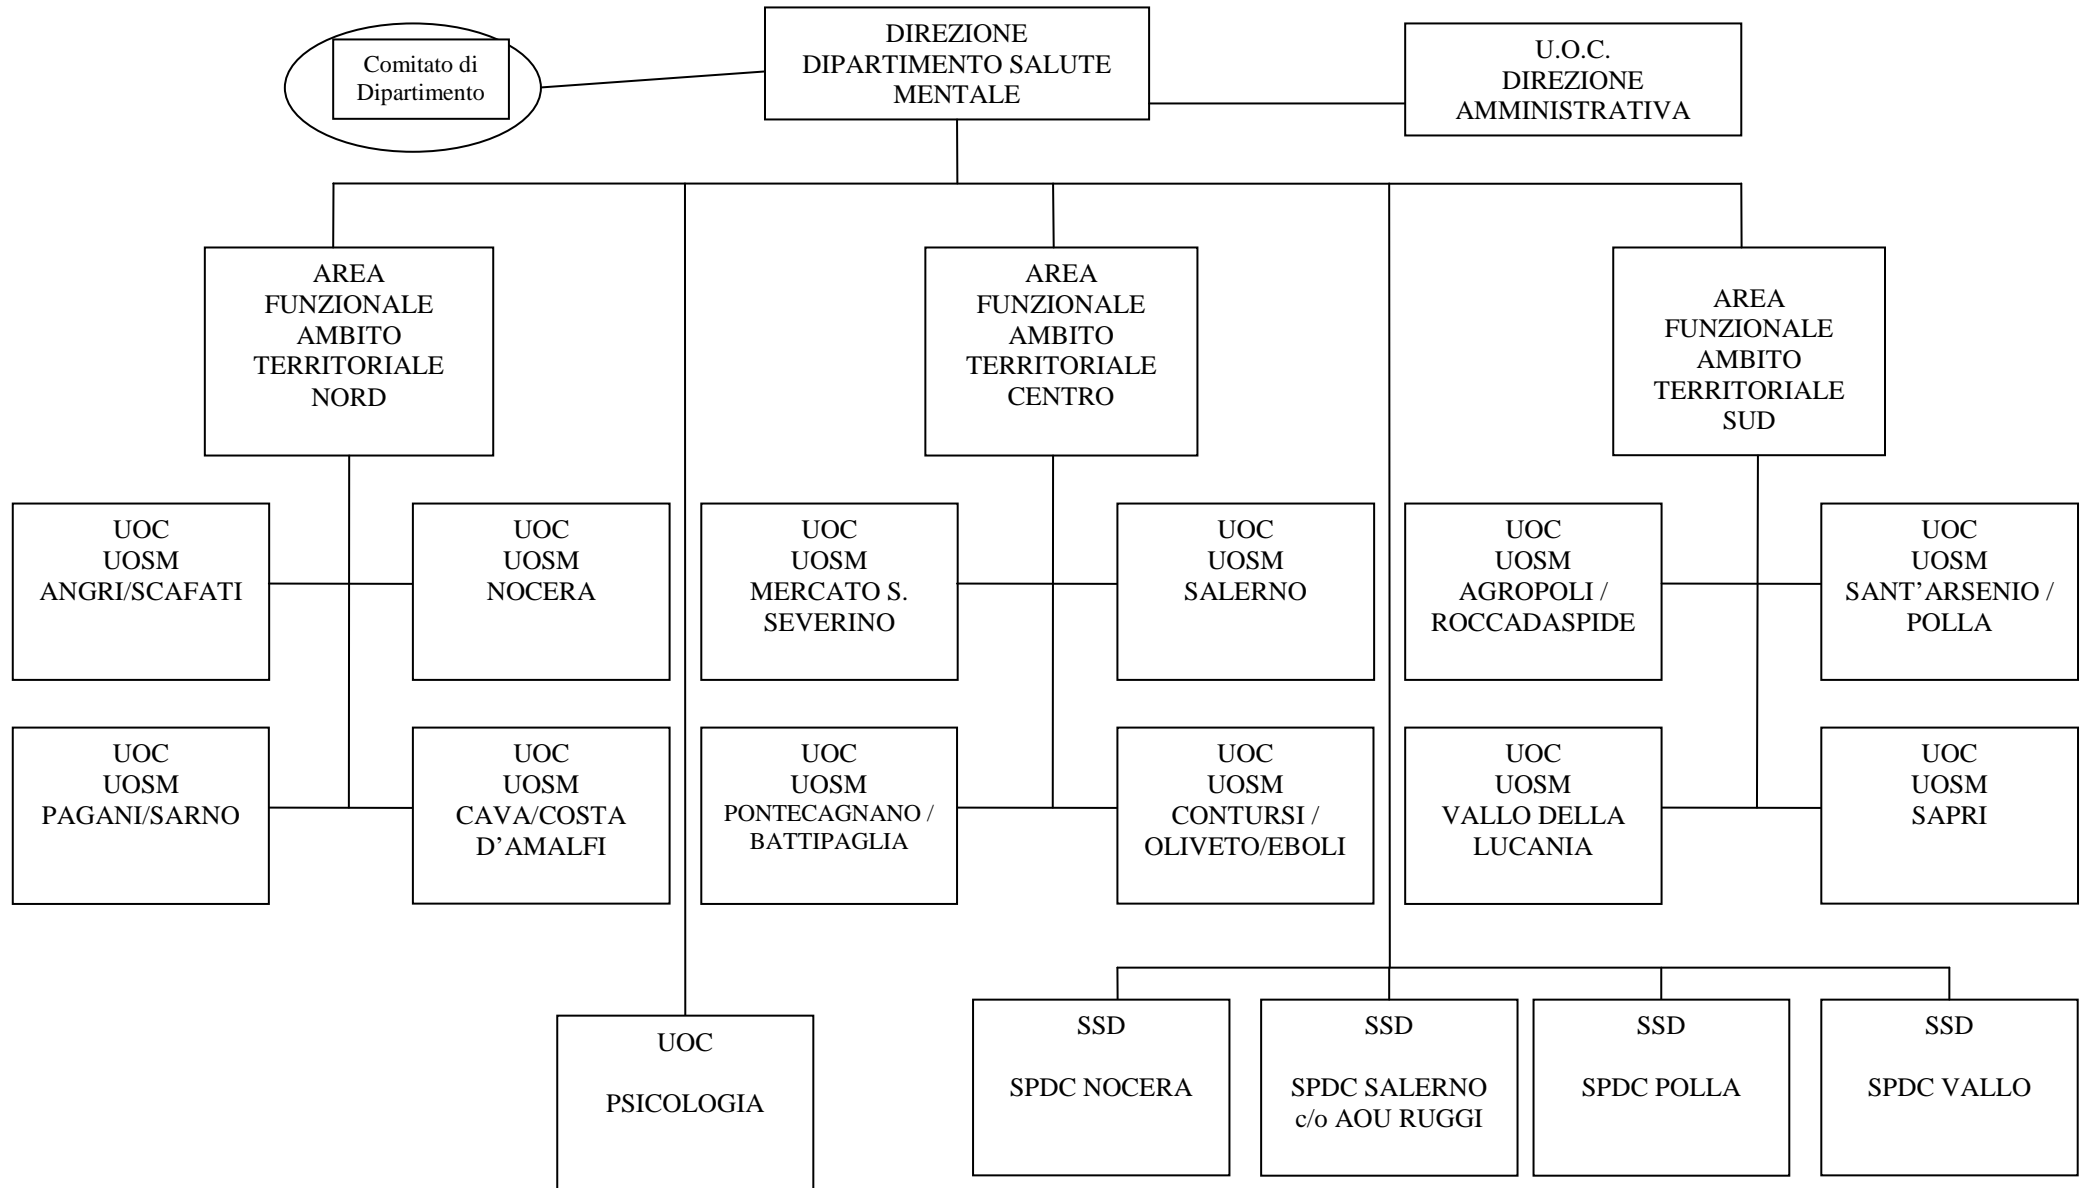 Comitato di
Dipartimento
DIREZIONE
DIPARTIMENTO SALUTE
MENTALE
U.O.C.
DIREZIONE
AMMINISTRATIVA
AREA
FUNZIONALE
AMBITO
TERRITORIALE
NORD
AREA
FUNZIONALE
AMBITO
TERRITORIALE
CENTRO
AREA
FUNZIONALE
AMBITO
TERRITORIALE
SUD
UOC
UOSM
ANGRI/SCAFATI
UOC
UOSM
NOCERA
UOC
UOSM
MERCATO S.
SEVERINO
UOC
UOSM
SALERNO
UOC
UOSM
AGROPOLI /
ROCCADASPIDE
UOC
UOSM
SANT’ARSENIO /
POLLA
UOC
UOSM
PAGANI/SARNO
UOC
UOSM
CAVA/COSTA
D’AMALFI
UOC
UOSM
PONTECAGNANO /
BATTIPAGLIA
UOC
UOSM
CONTURSI /
OLIVETO/EBOLI
UOC
UOSM
VALLO DELLA
LUCANIA
UOC
UOSM
SAPRI
UOC
PSICOLOGIA
SSD
SPDC NOCERA
SSD
SPDC SALERNO
c/o AOU RUGGI
SSD
SPDC POLLA
SSD
SPDC VALLO